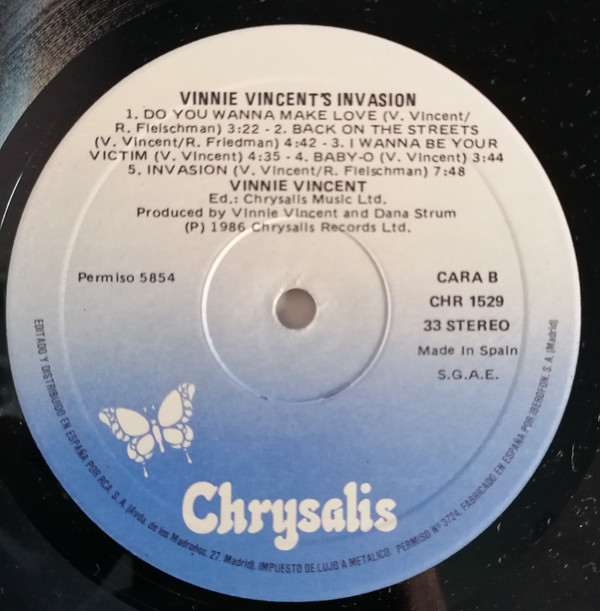 VINNIE VINCENT'S INVASION
1. DO YOU WANNA MAKE LOVE (V. Vincent/
R. Fleischman) 3:22 - 2. BACK ON THE STREETS
(V. Vincent/R. Friedman) 4:42 - 3. I WANNA BE YOUR
VICTIM (V. Vincent) 4:35 - 4. BABY-O (V. Vincent) 3:44
5. INVASION (V. Vincent/R. Fleischman) 7:48
VINNIE VINCENT
Ed.: Chrysalis Music Ltd.
Produced by Vinnie Vincent and Dana Strum
(P) 1986 Chrysalis Records Ltd.
Permiso 5854
CARA B
CHR 1529
33 STEREO
Made In Spain
S.G.A.E.
Chrysalis
EDITADO Y DISTRIBUIDO EN ESPAÑA POR RCA, S. A. (Avda. de los Madroños, 27. Madrid). IMPUESTO DE LUJO A METALICO. PERMISO Nº 3724. FABRICADO EN ESPAÑA POR IBEROFON, S. A. (Madrid)